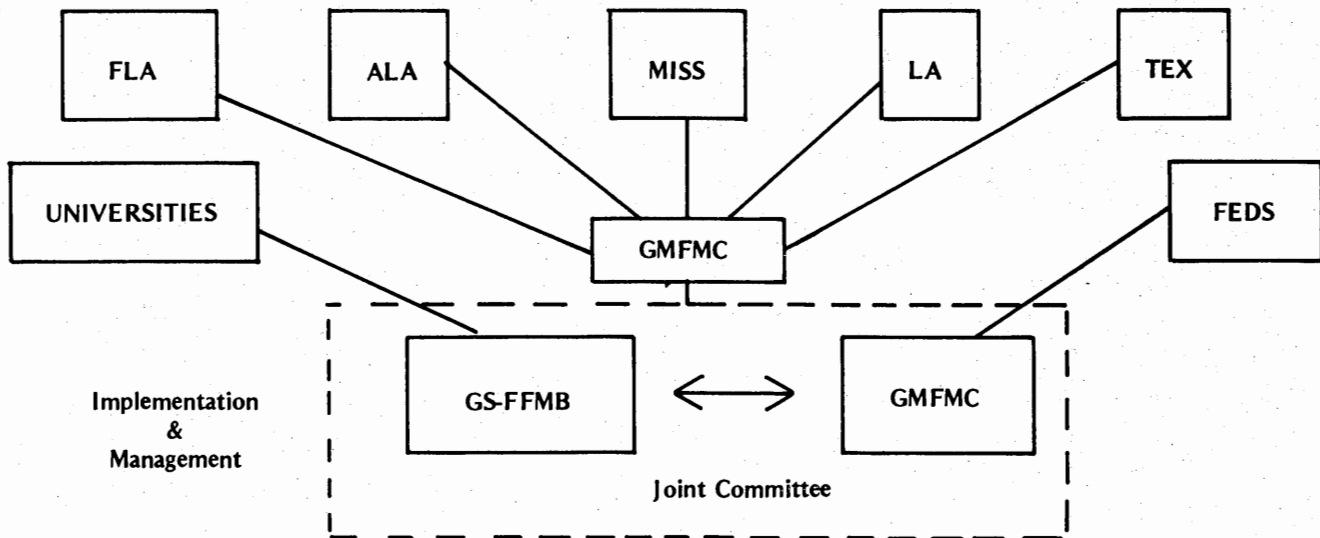 FLA
ALA
MISS
LA
TEX
UNIVERSITIES
GMFMC
FEDS
GS-FFMB
GMFMC
Implementation
&
Management
Joint Committee